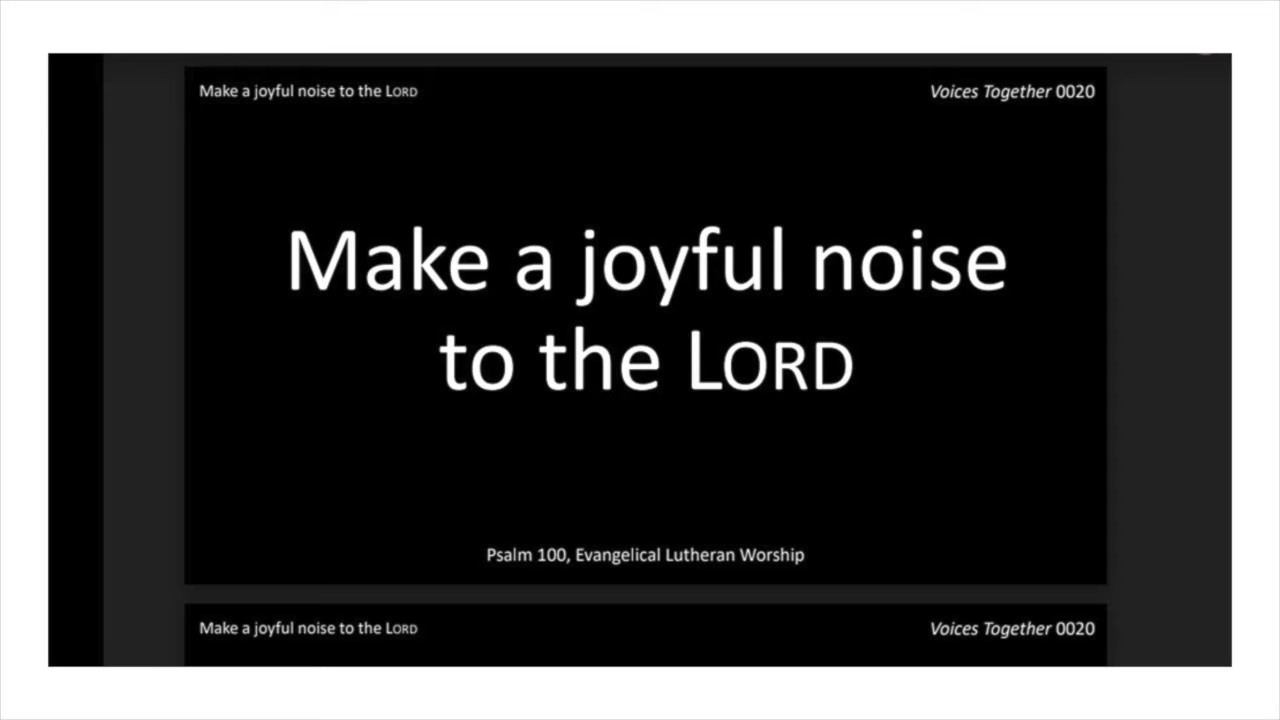 Make a joyful noise to the LORD
Voices Together 0020
Make a joyful noise
to the LORD
Psalm 100, Evangelical Lutheran Worship
Make a joyful noise to the LORD
Voices Together 0020